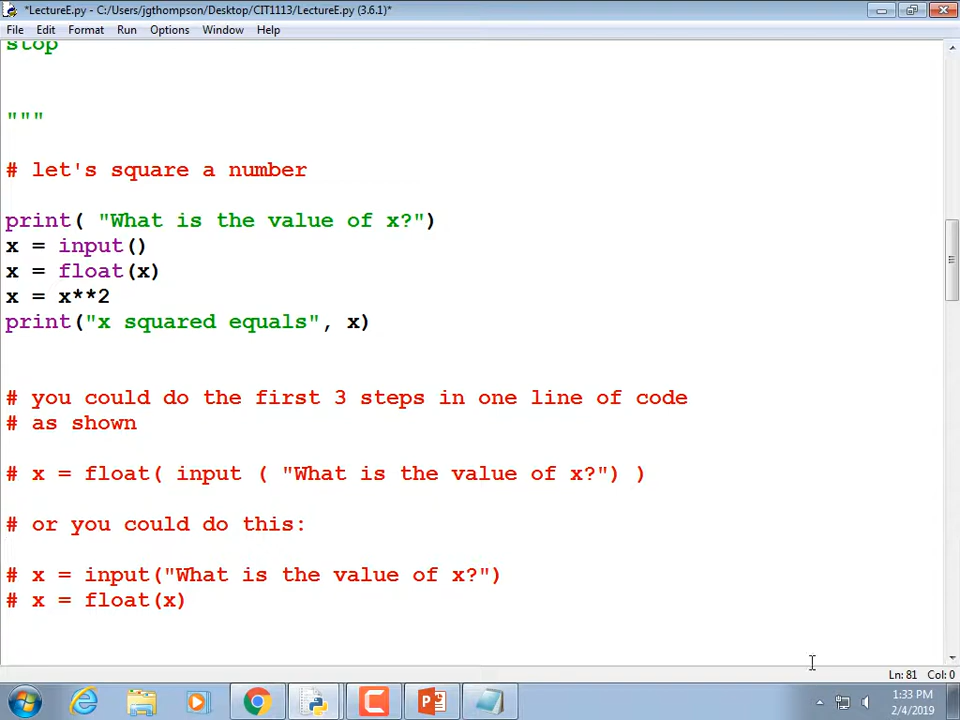 *LectureE.py - C:/Users/jgthompson/Desktop/CIT1113/LectureE.py (3.6.1)*
File Edit Format Run Options Window Help
stop
"""
# let's square a number
print( "What is the value of x?")
x = input()
x = float(x)
x = x**2
print("x squared equals", x)
# you could do the first 3 steps in one line of code
# as shown
# x = float( input ( "What is the value of x?") )
# or you could do this:
# x = input("What is the value of x?")
# x = float(x)
Ln: 81 Col: 0
1:33 PM
2/4/2019